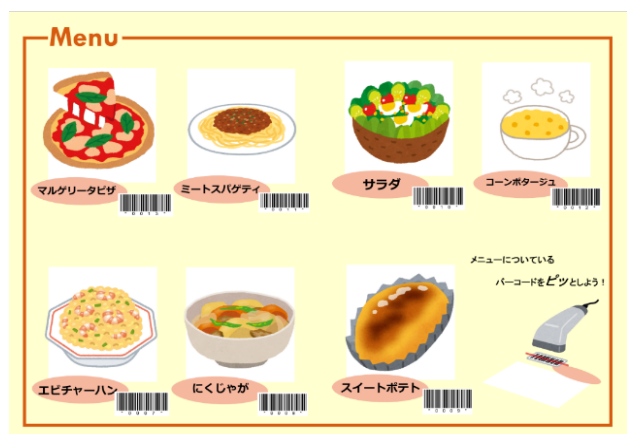 Menu
マルゲリータピザ
ミートスパゲティ
サラダ
コーンポタージュ
メニューについている
バーコードをピッとしよう！
エビチャーハン
にくじゃが
スイートポテト